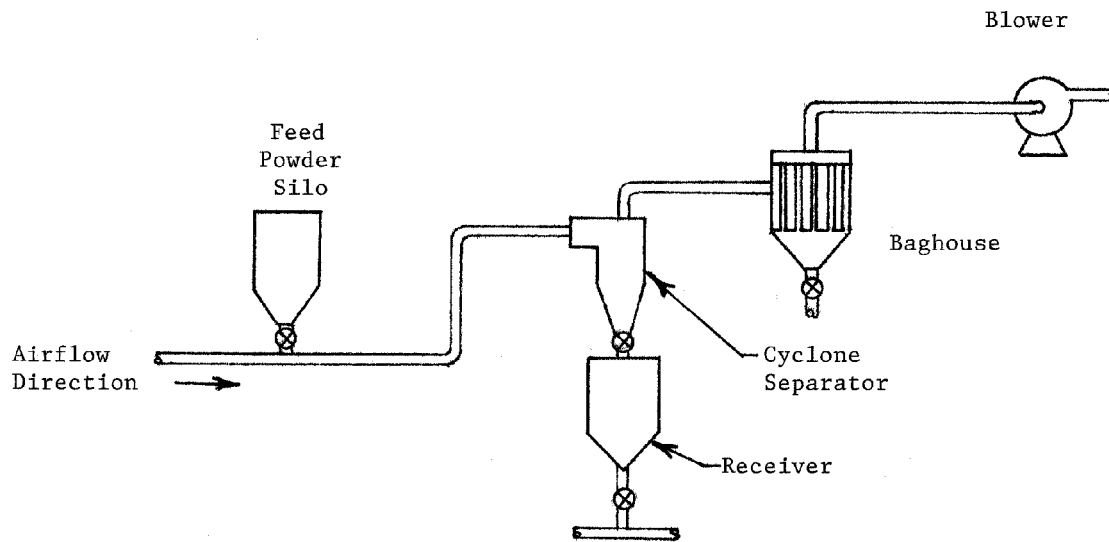 Blower
Feed
Powder
Silo
Baghouse
Airflow
Direction
Cyclone
Separator
Receiver